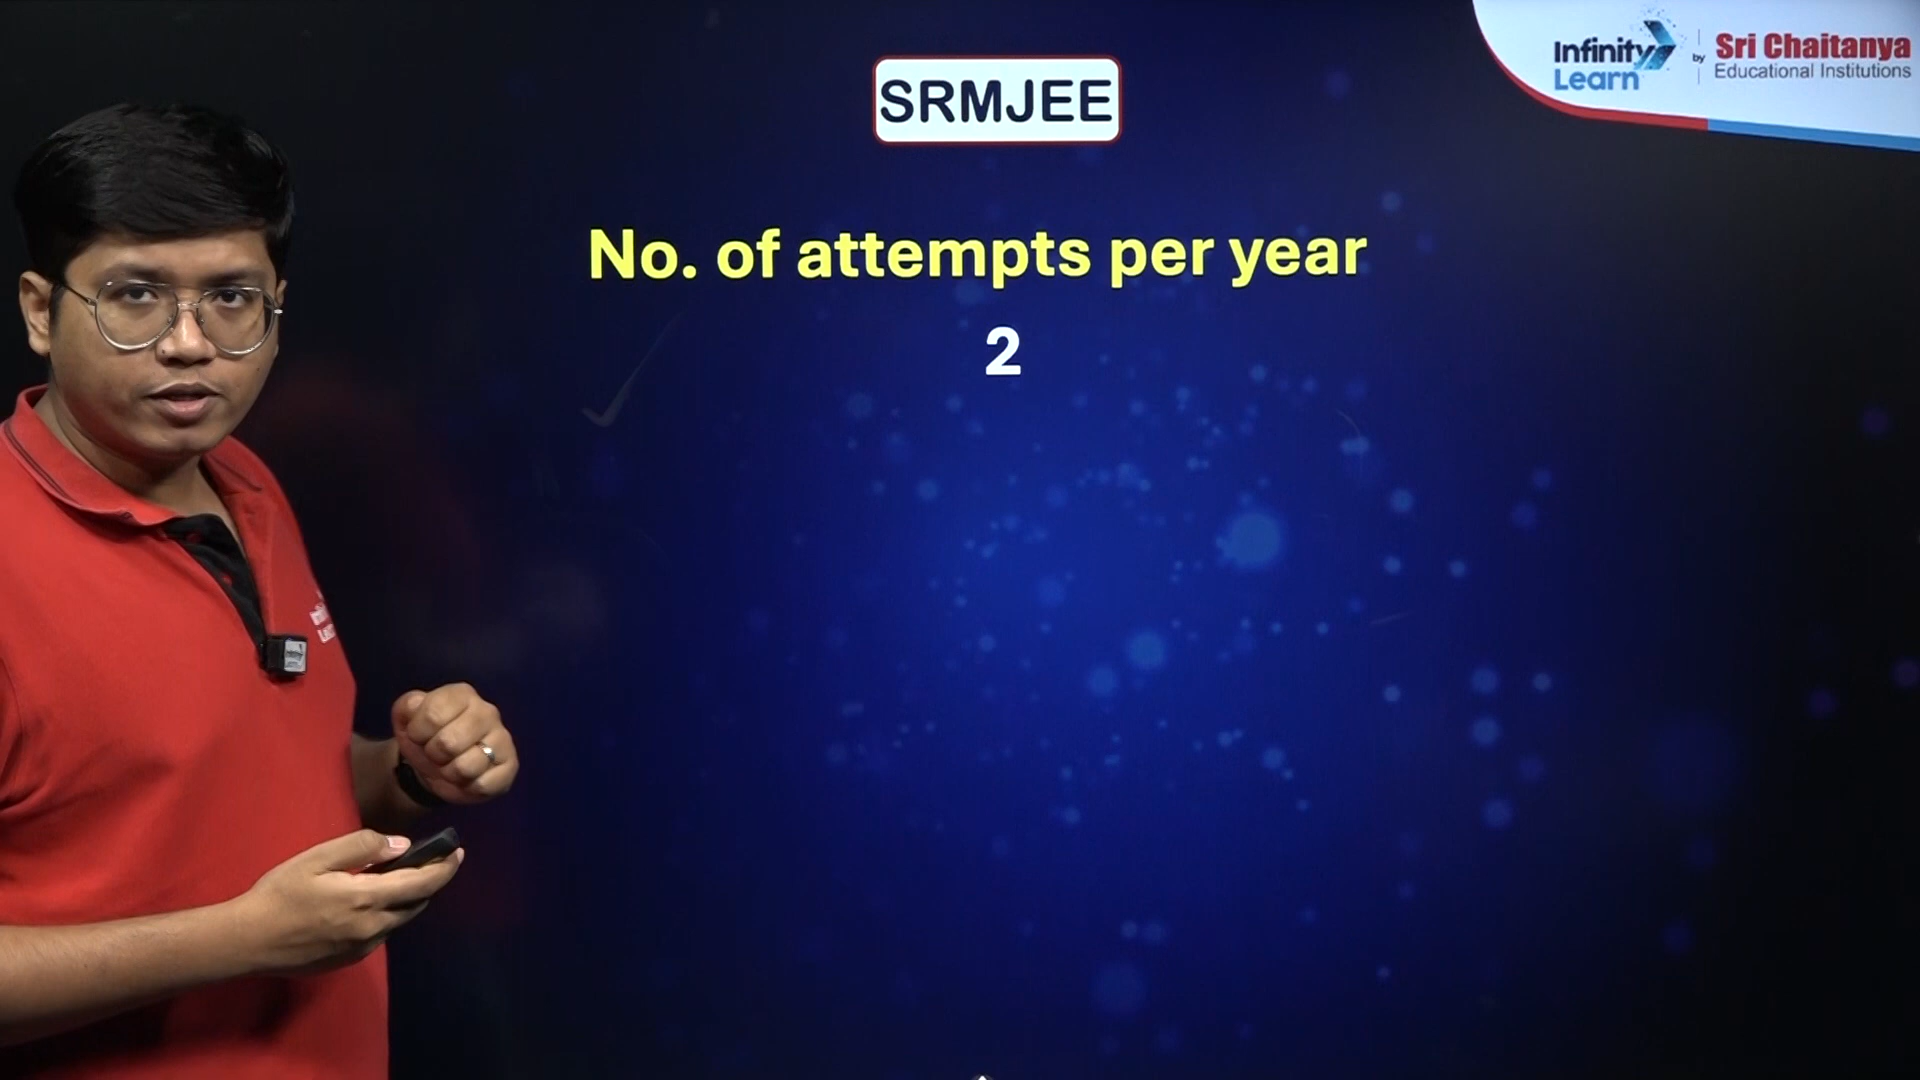 SRMJEE
Infinity Learn
by
Sri Chaitanya
Educational Institutions
No. of attempts per year
2